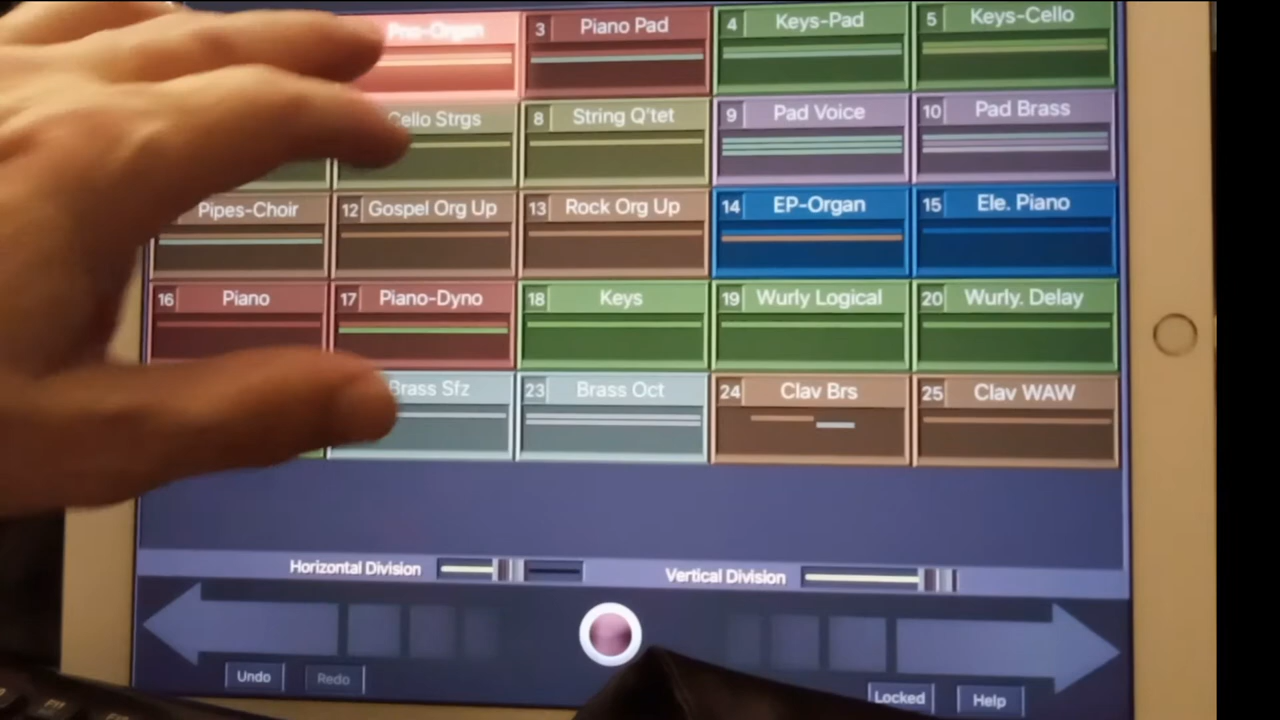 Pno-Organ
3 Piano Pad
4 Keys-Pad
5 Keys-Cello
Cello Strgs
8 String Q'tet
9 Pad Voice
10 Pad Brass
Pipes-Choir
12 Gospel Org Up
13 Rock Org Up
14 EP-Organ
15 Ele. Piano
16 Piano
17 Piano-Dyno
18 Keys
19 Wurly Logical
20 Wurly. Delay
Brass Sfz
23 Brass Oct
24 Clav Brs
25 Clav WAW
Horizontal Division
Vertical Division
Undo
Redo
Locked
Help